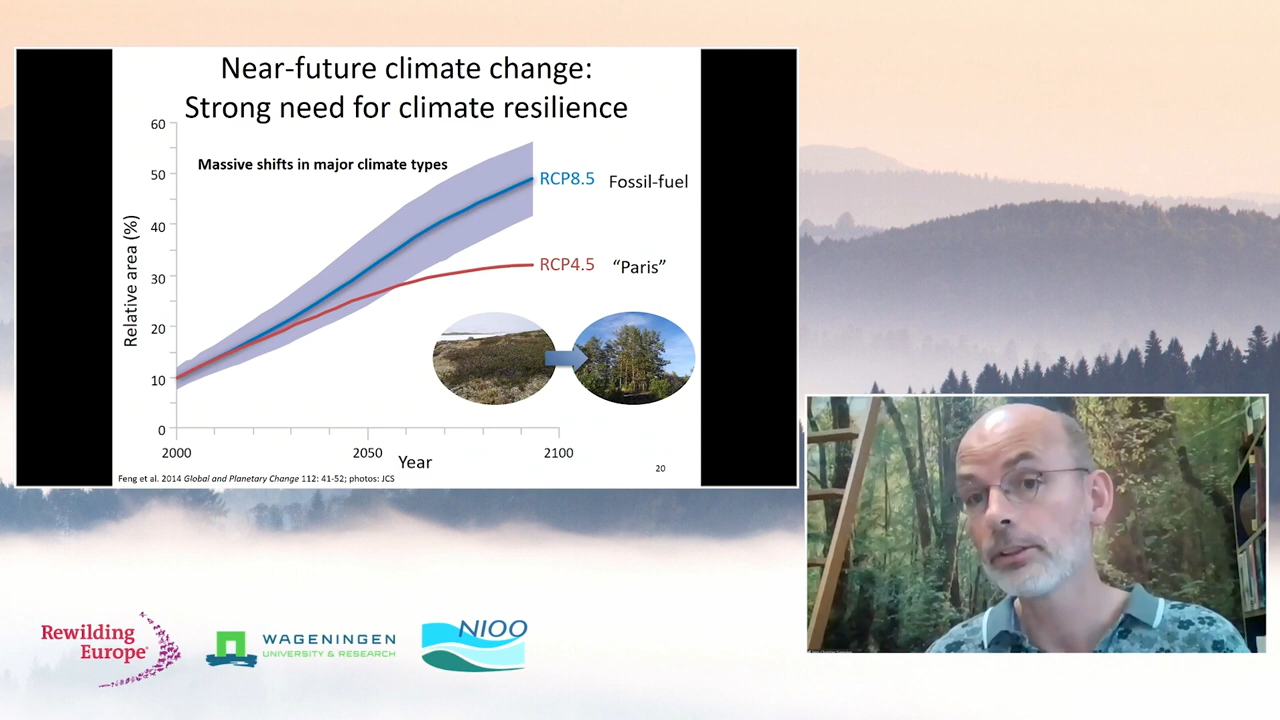 Near-future climate change:
Strong need for climate resilience
60
50
40
30
20
10
0
Relative area (%)
Massive shifts in major climate types
RCP8.5 Fossil-fuel
RCP4.5 “Paris”
2000 2050 2100
Year
20
Feng et al. 2014 Global and Planetary Change 112: 41-52; photos: JCS
Rewilding
Europe
WAGENINGEN
UNIVERSITY & RESEARCH
NIOO